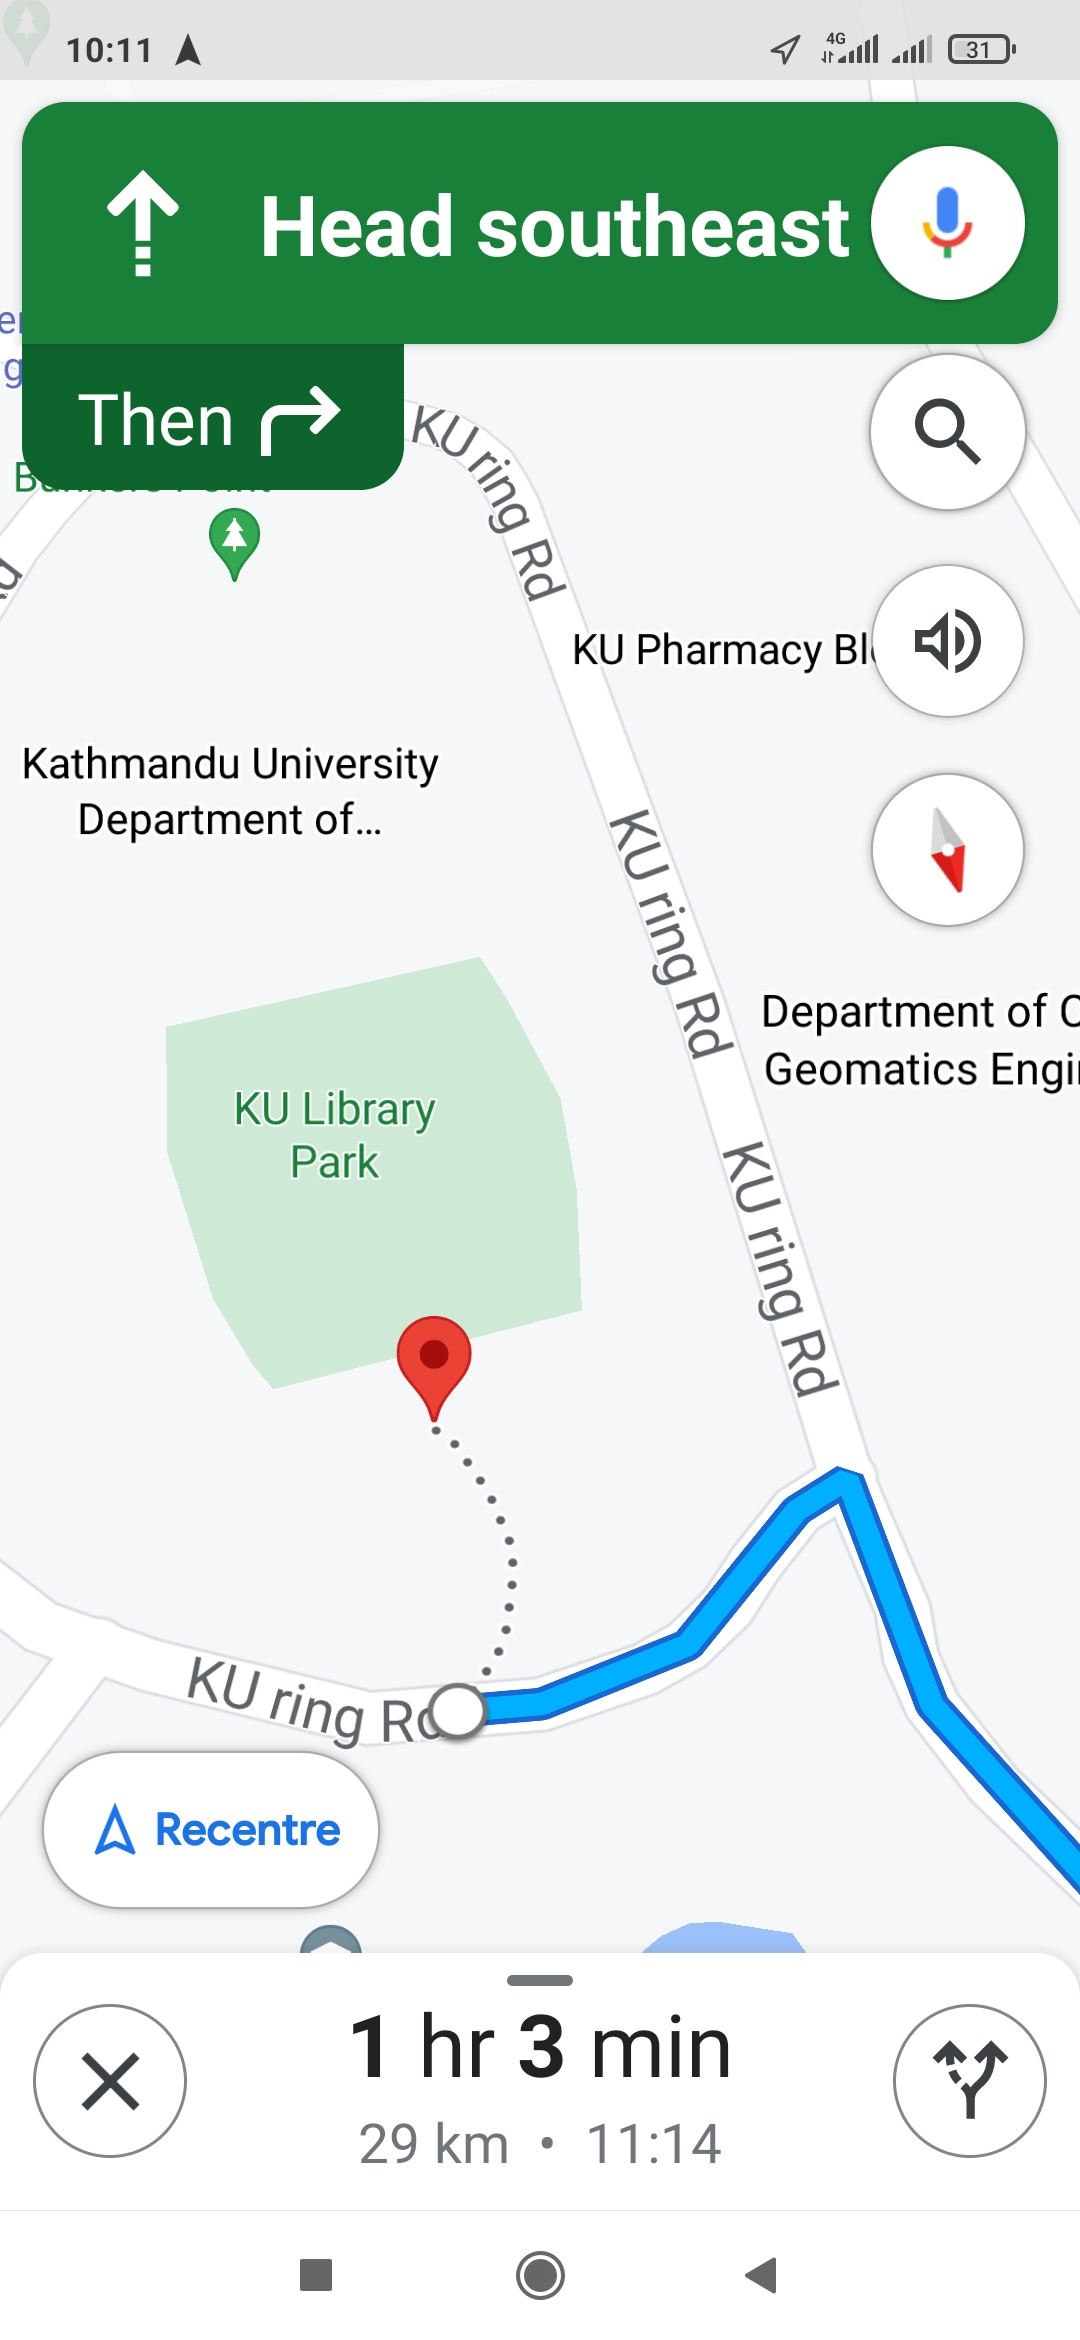 10:11
4G
31
Head southeast
Then
KU ring Rd
KU Pharmacy
Kathmandu University
Department of...
KU ring Rd
Department of
Geomatics
KU Library
Park
KU ring Rd
KU ring Rd
Recentre
1 hr 3 min
29 km • 11:14